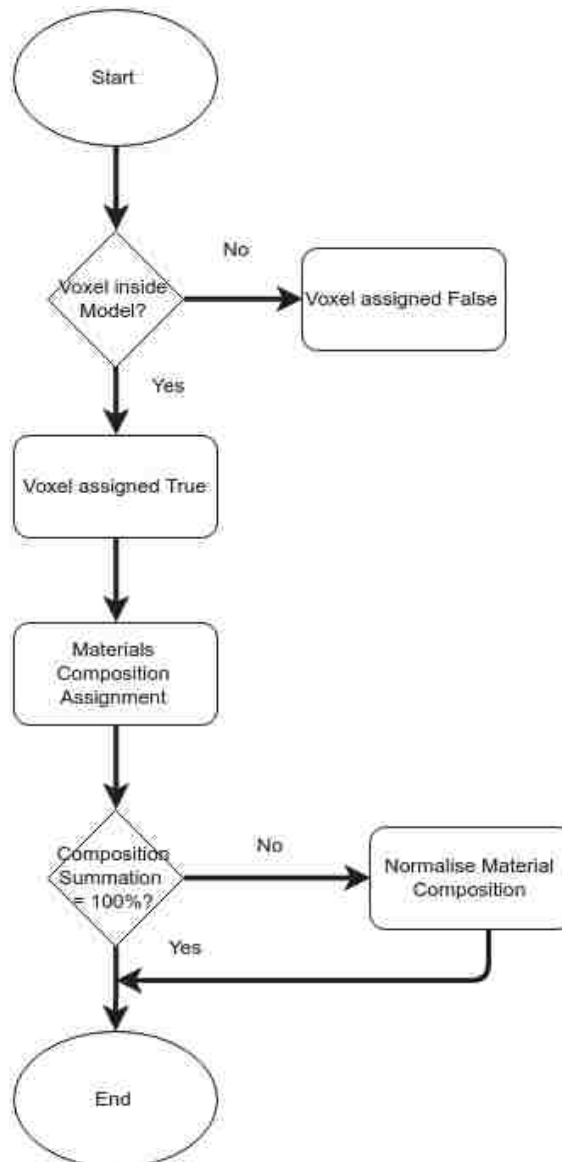 Start
Voxel inside
Model?
No
Voxel assigned False
Yes
Voxel assigned True
Materials
Composition
Assignment
Composition
Summation
= 100%?
No
Normalise Material
Composition
Yes
End